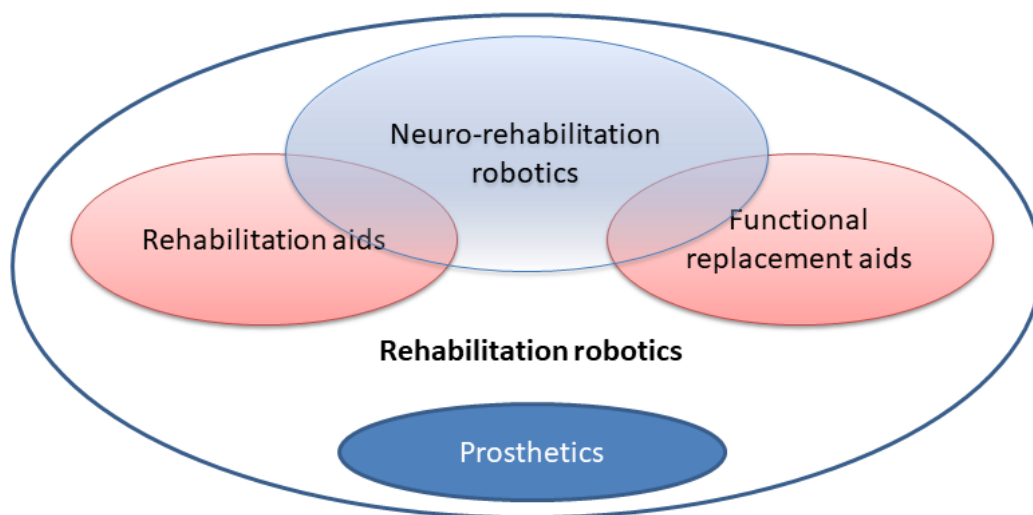 Neuro-rehabilitation
robotics
Rehabilitation aids
Functional
replacement aids
Rehabilitation robotics
Prosthetics